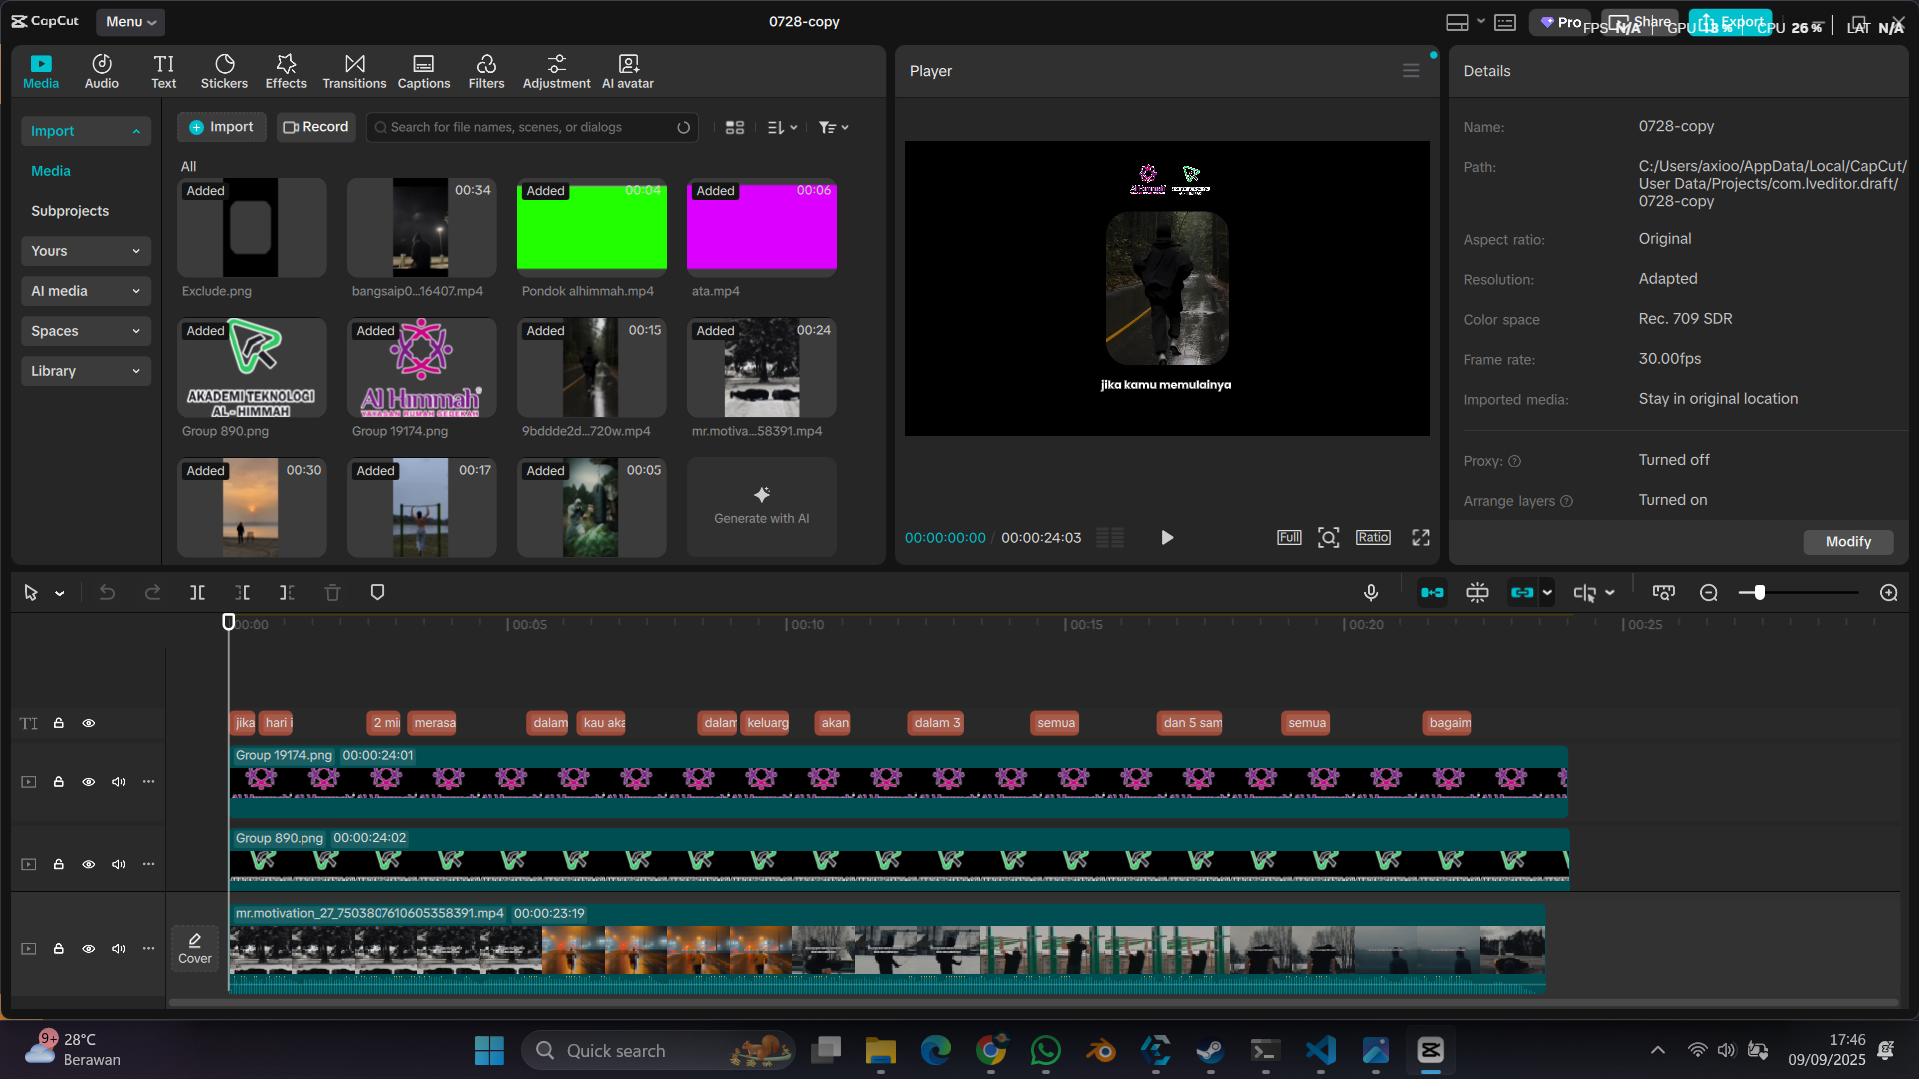 CapCut
Menu
0728-copy
Pro
Share
Export
FPS N/A
GPU 13 %
CPU 26 %
LAT N/A
Media
Audio
Text
Stickers
Effects
Transitions
Captions
Filters
Adjustment
AI avatar
Import
Media
Subprojects
Yours
AI media
Spaces
Library
Import
Record
Search for file names, scenes, or dialogs
All
Added
00:34
Added
00:04
Added
00:06
Exclude.png
bangsaip0...16407.mp4
Pondok alhimmah.mp4
ata.mp4
Added
AKADEMI TEKNOLOGI
AL-HIMMAH
Added
Al Himmah
YAYASAN RUMAH SEDEKAH
Added
00:15
Added
00:24
Group 890.png
Group 19174.png
9bddde2d...720w.mp4
mr.motiva...58391.mp4
Added
00:30
Added
00:17
Added
00:05
Generate with AI
Player
Al Himmah
jika kamu memulainya
00:00:00:00 / 00:00:24:03
Full
Ratio
Details
Name:
0728-copy
Path:
C:/Users/axioo/AppData/Local/CapCut/
User Data/Projects/com.lveditor.draft/
0728-copy
Aspect ratio:
Original
Resolution:
Adapted
Color space
Rec. 709 SDR
Frame rate:
30.00fps
Imported media:
Stay in original location
Proxy:
Turned off
Arrange layers
Turned on
Modify
00:00
00:05
00:10
00:15
00:20
00:25
TI
jika
hari i
2 mi
merasa
dalam
kau aka
dalam
keluarg
akan
dalam 3
semua
dan 5 sam
semua
bagaim
Group 19174.png 00:00:24:01
Group 890.png 00:00:24:02
Cover
mr.motivation_27_7503807610605358391.mp4 00:00:23:19
9+
28°C
Berawan
Quick search
17:46
09/09/2025